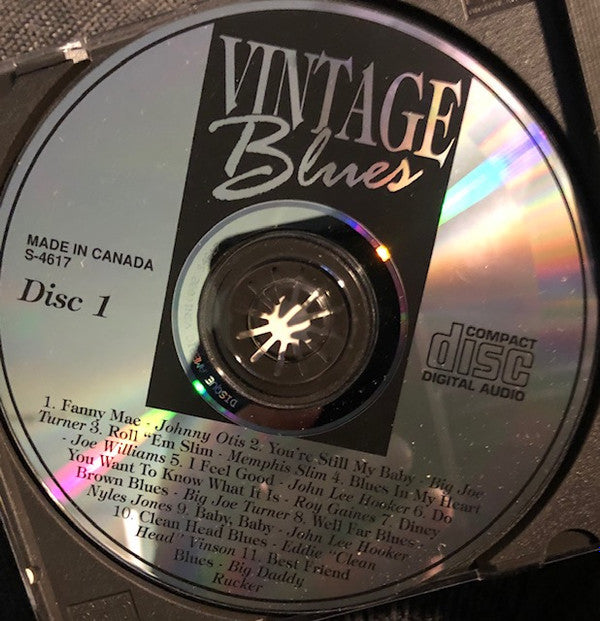 VINTAGE
Blues
MADE IN CANADA
S-4617
Disc 1
COMPACT
disc
DIGITAL AUDIO
1. Fanny Mae - Johnny Otis 2. You're Still My Baby - Big Joe
Turner 3. Roll "Em Slim - Memphis Slim 4. Blues In My Heart
- Joe Williams 5. I Feel Good - John Lee Hooker 6. Do
You Want To Know What It Is - Roy Gaines 7. Diney
Brown Blues - Big Joe Turner 8. Well Far Blues-
Nyles Jones 9. Baby, Baby - John Lee Hooker
10. Clean Head Blues - Eddie "Clean
Head" Vinson 11. Best Friend
Blues - Big Daddy
Rucker